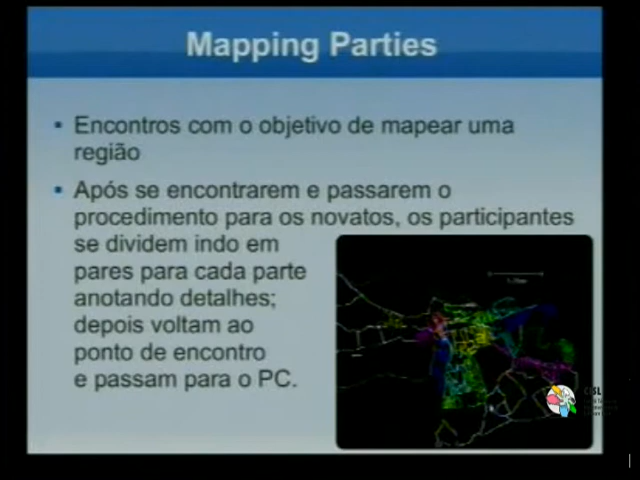 Mapping Parties
Encontros com o objetivo de mapear uma
região
Após se encontrarem e passarem o
procedimento para os novatos, os participantes
se dividem indo em
pares para cada parte
anotando detalhes;
depois voltam ao
ponto de encontro
e passam para o PC.